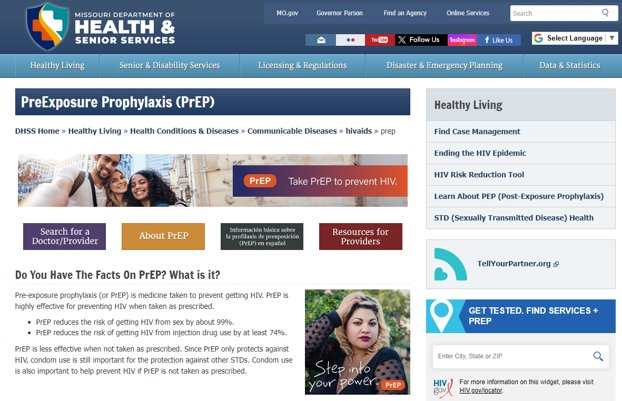 MISSOURI DEPARTMENT OF
HEALTH &
SENIOR SERVICES
MO.gov
Governor Parson
Find an Agency
Online Services
Search
You Tube
Follow Us
Instagram
Like Us
Select Language
Healthy Living
Senior & Disability Services
Licensing & Regulations
Disaster & Emergency Planning
Data & Statistics
PreExposure Prophylaxis (PrEP)
DHSS Home » Healthy Living » Health Conditions & Diseases » Communicable Diseases » hivaids » prep
PrEP Take PrEP to prevent HIV.
Search for a
Doctor/Provider
About PrEP
Información básica sobre
la profilaxis de preexposición
(PrEP) en español
Resources for
Providers
Do You Have The Facts On PrEP? What is it?
Pre-exposure prophylaxis (or PrEP) is medicine taken to prevent getting HIV. PrEP is
highly effective for preventing HIV when taken as prescribed.
• PrEP reduces the risk of getting HIV from sex by about 99%.
• PrEP reduces the risk of getting HIV from injection drug use by at least 74%.
PrEP is less effective when not taken as prescribed. Since PrEP only protects against
HIV, condom use is still important for the protection against other STDs. Condom use
is also important to help prevent HIV if PrEP is not taken as prescribed.
Step into
your power.
PrEP
Healthy Living
Find Case Management
Ending the HIV Epidemic
HIV Risk Reduction Tool
Learn About PEP (Post-Exposure Prophylaxis)
STD (Sexually Transmitted Disease) Health
TellYourPartner.org
GET TESTED. FIND SERVICES +
PREP
Enter City, State or ZIP
HIV
gov
For more information on this widget, please visit
HIV.gov/locator.